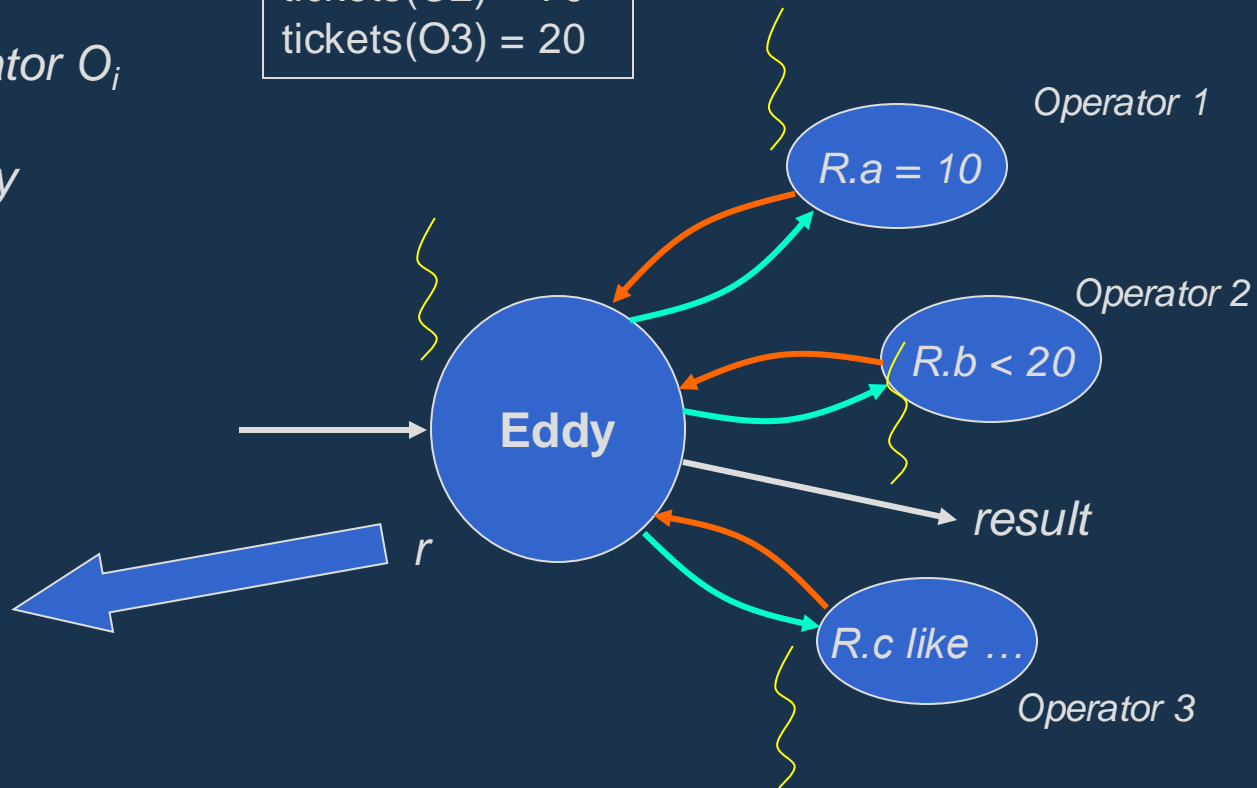 tickets(O3) = 20
ator Oi
y
Operator 1
R.a = 10
Operator 2
R.b < 20
Eddy
result
r
R.c like …
Operator 3